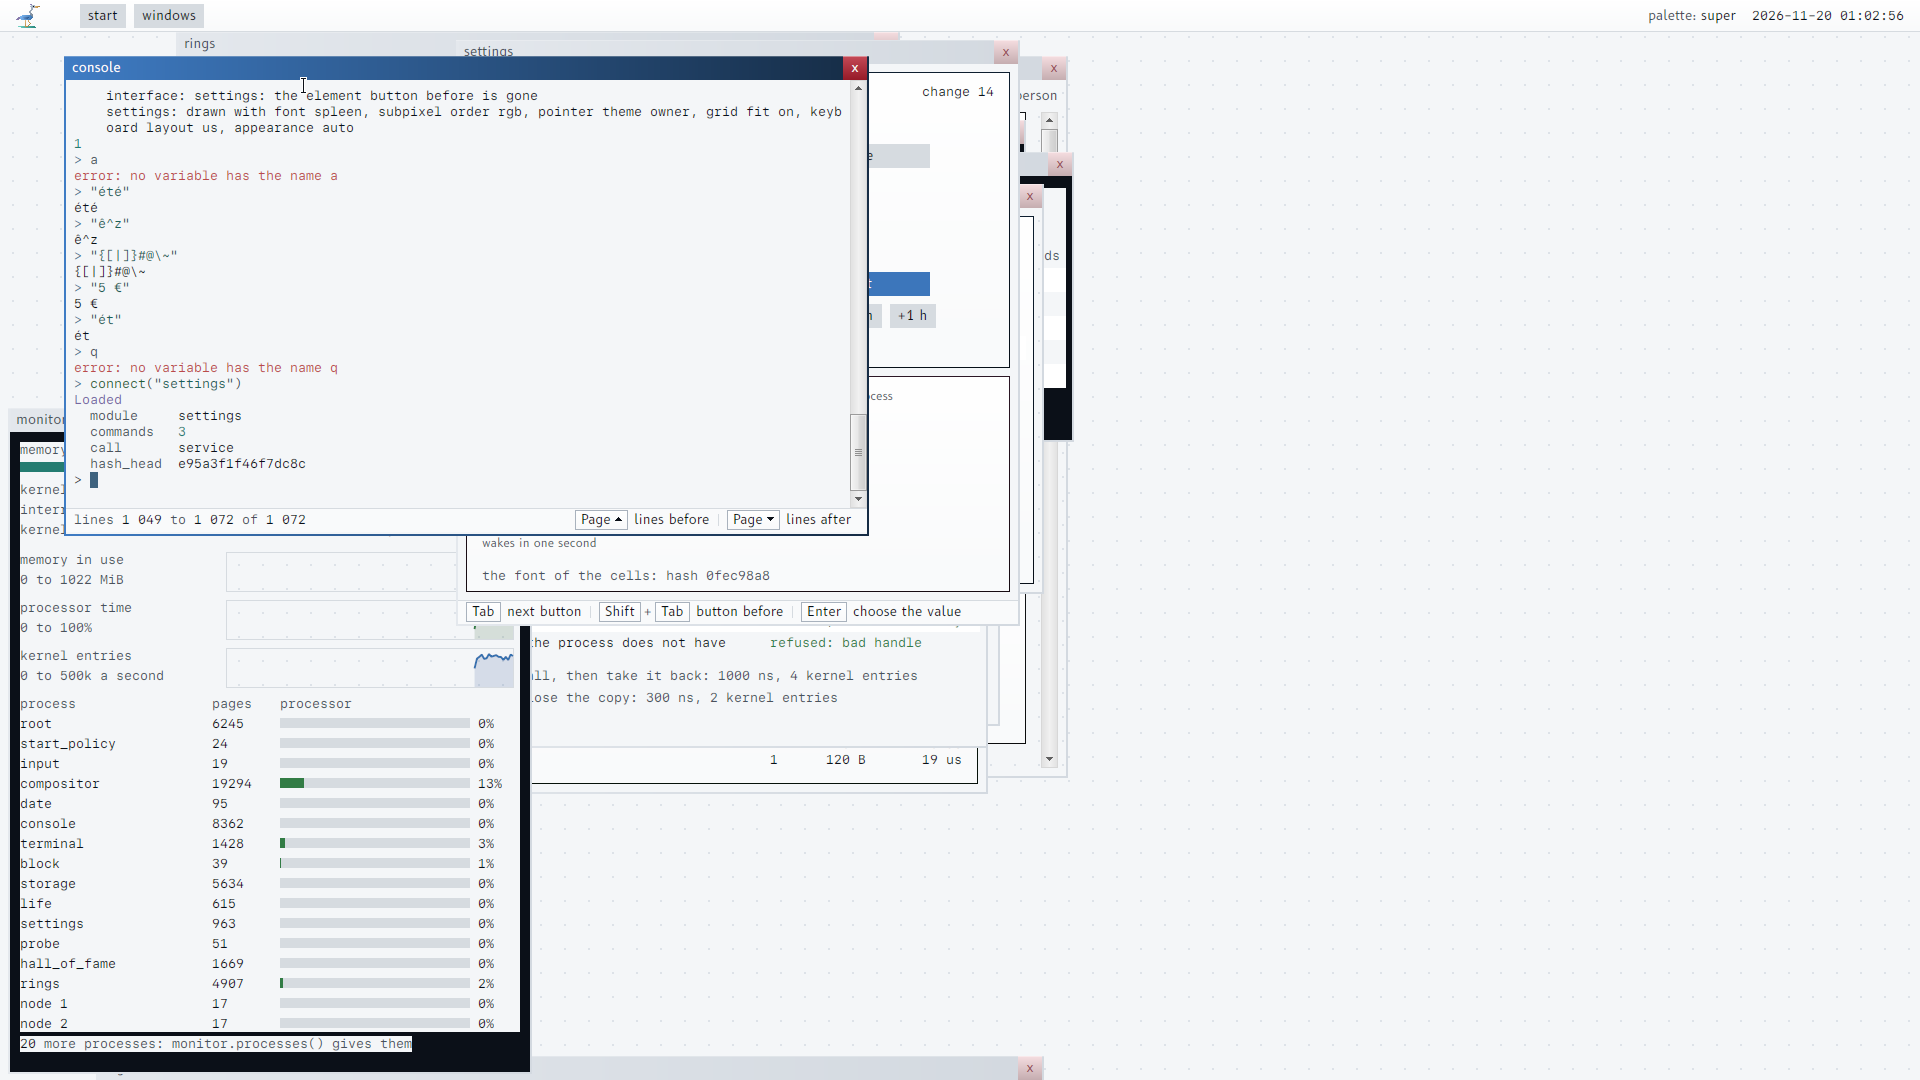 start windows palette: super 2026-11-20 01:02:56
rings
settings x
console x
x
interface: settings: the element button before is gone
settings: drawn with font spleen, subpixel order rgb, pointer theme owner, grid fit on, keyb
oard layout us, appearance auto
1
> a
error: no variable has the name a
> "été"
été
> "ê^z"
ê^z
> "{[|]}#@\~"
{[|]}#@\~
> "5 €"
5 €
> "ét"
ét
> q
error: no variable has the name q
> connect("settings")
Loaded
module settings
commands 3
call service
hash_head e95a3f1f46f7dc8c
>
lines 1 049 to 1 072 of 1 072 Page lines before Page lines after
change 14
+1 h
x
x
x
wakes in one second
the font of the cells: hash 0fec98a8
Tab next button Shift + Tab button before Enter choose the value
the process does not have refused: bad handle
then take it back: 1000 ns, 4 kernel entries
the copy: 300 ns, 2 kernel entries
1 120 B 19 us
monitor
memory
kernel
kernel
memory in use
0 to 1022 MiB
processor time
0 to 100%
kernel entries
0 to 500k a second
process pages processor
root 6245 0%
start_policy 24 0%
input 19 0%
compositor 19294 13%
date 95 0%
console 8362 0%
terminal 1428 3%
block 39 1%
storage 5634 0%
life 615 0%
settings 963 0%
probe 51 0%
hall_of_fame 1669 0%
rings 4907 2%
node 1 17 0%
node 2 17 0%
20 more processes: monitor.processes() gives them
x